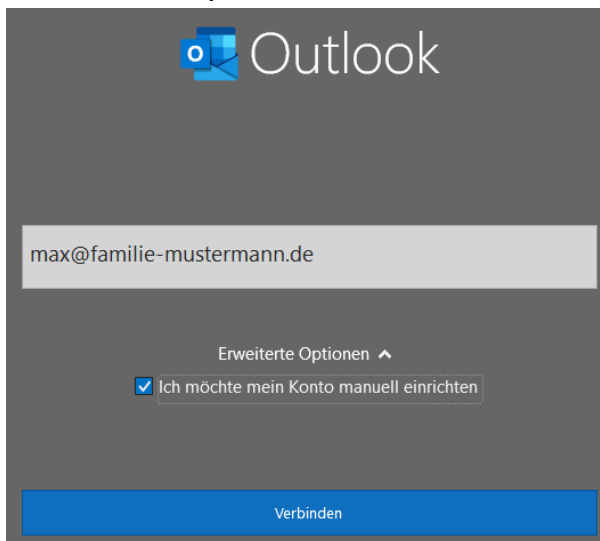 Outlook
max@familie-mustermann.de
Erweiterte Optionen
Ich möchte mein Konto manuell einrichten
Verbinden